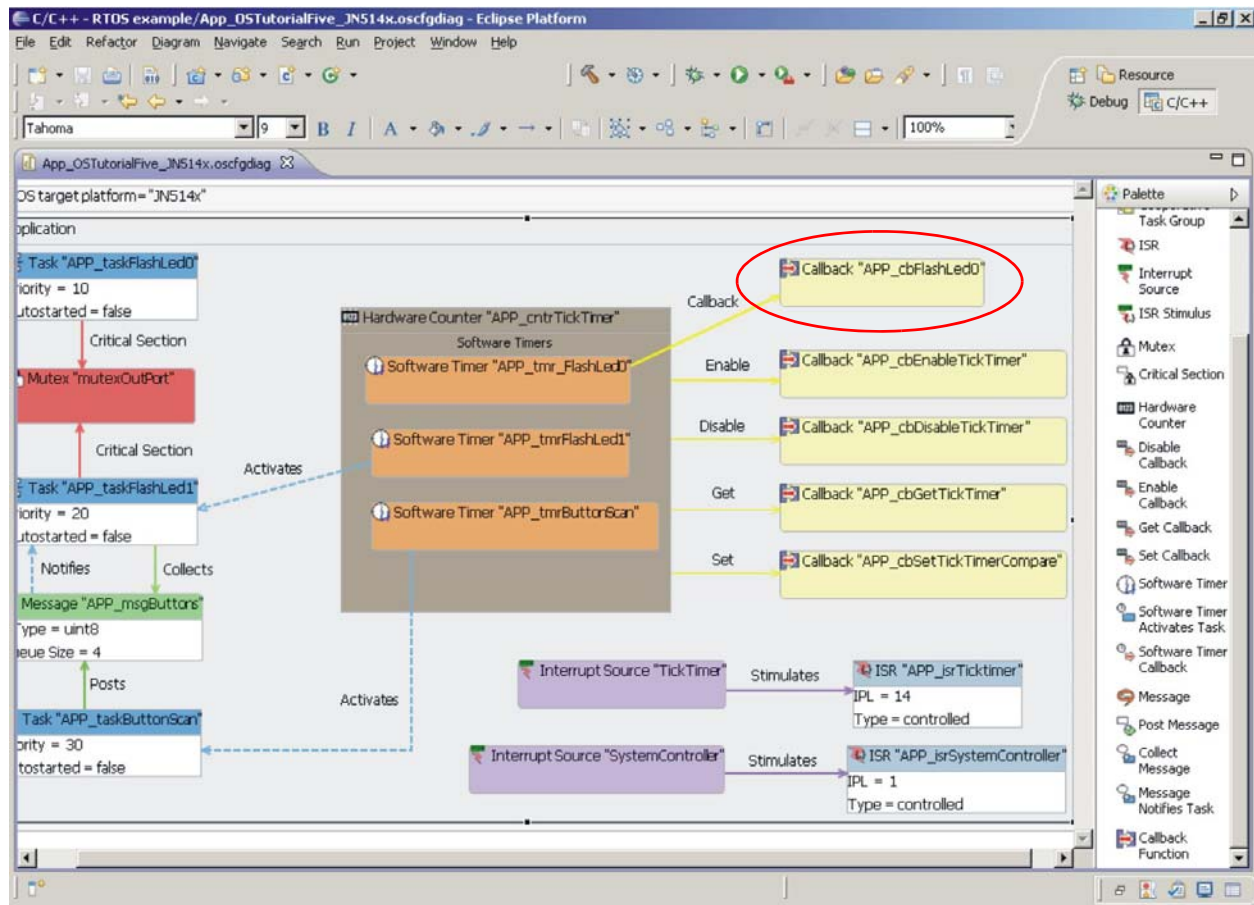 C/C++ - RTOS example/App_OSTutorialFive_JN514x.oscfgdiag - Eclipse Platform
File Edit Refactor Diagram Navigate Search Run Project Window Help
Resource
Debug C/C++
Tahoma 9 B I A 100%
App_OSTutorialFive_JN514x.oscfgdiag
OS target platform="JN514x"
plication
Task "APP_taskFlashLed0"
iority = 10
utostarted = false
Critical Section
Mutex "mutexOutPort"
Critical Section
Task "APP_taskFlashLed1"
iority = 20
utostarted = false
Notifies
Collects
Message "APP_msgButtons"
Type = uint8
eue Size = 4
Posts
Task "APP_taskButtonScan"
ority = 30
tostarted = false
Activates
Activates
Hardware Counter "APP_cntrTickTimer"
Software Timers
Software Timer "APP_tmr_FlashLed0"
Software Timer "APP_tmrFlashLed1"
Software Timer "APP_tmrButtonScan"
Callback
Callback "APP_cbFlashLed0"
Enable
Callback "APP_cbEnableTickTimer"
Disable
Callback "APP_cbDisableTickTimer"
Get
Callback "APP_cbGetTickTimer"
Set
Callback "APP_cbSetTickTimerCompare"
Interrupt Source "TickTimer"
Stimulates
ISR "APP_isrTicktimer"
IPL = 14
Type = controlled
Interrupt Source "SystemController"
Stimulates
ISR "APP_isrSystemController"
IPL = 1
Type = controlled
Palette
Task Group
ISR
Interrupt
Source
ISR Stimulus
Mutex
Critical Section
Hardware
Counter
Disable
Callback
Enable
Callback
Get Callback
Set Callback
Software Timer
Software Timer
Activates Task
Software Timer
Callback
Message
Post Message
Collect
Message
Message
Notifies Task
Callback
Function